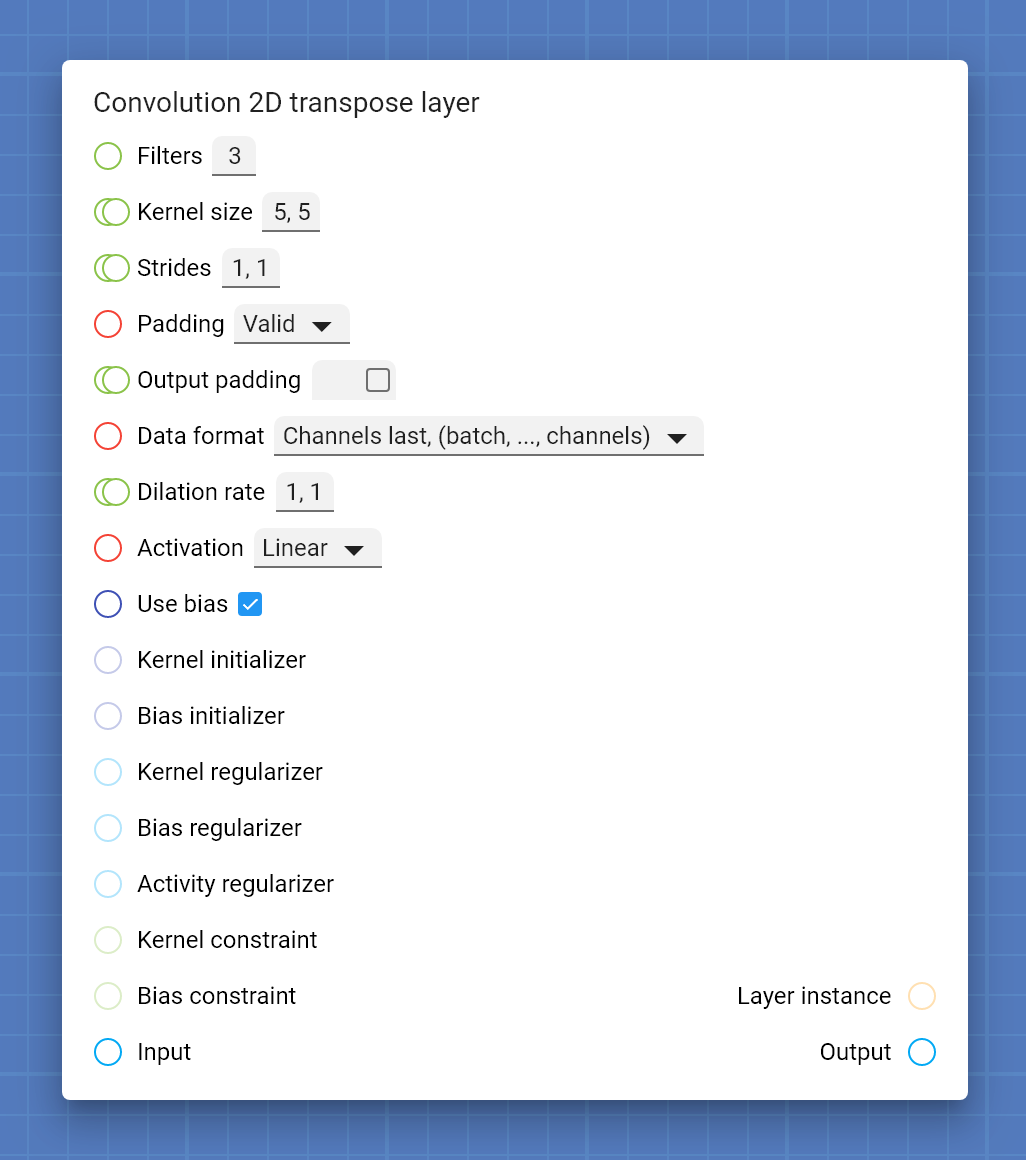 Convolution 2D transpose layer
Filters 3
Kernel size 5, 5
Strides 1, 1
Padding Valid
Output padding
Data format Channels last, (batch, ..., channels)
Dilation rate 1, 1
Activation Linear
Use bias
Kernel initializer
Bias initializer
Kernel regularizer
Bias regularizer
Activity regularizer
Kernel constraint
Bias constraint Layer instance
Input Output